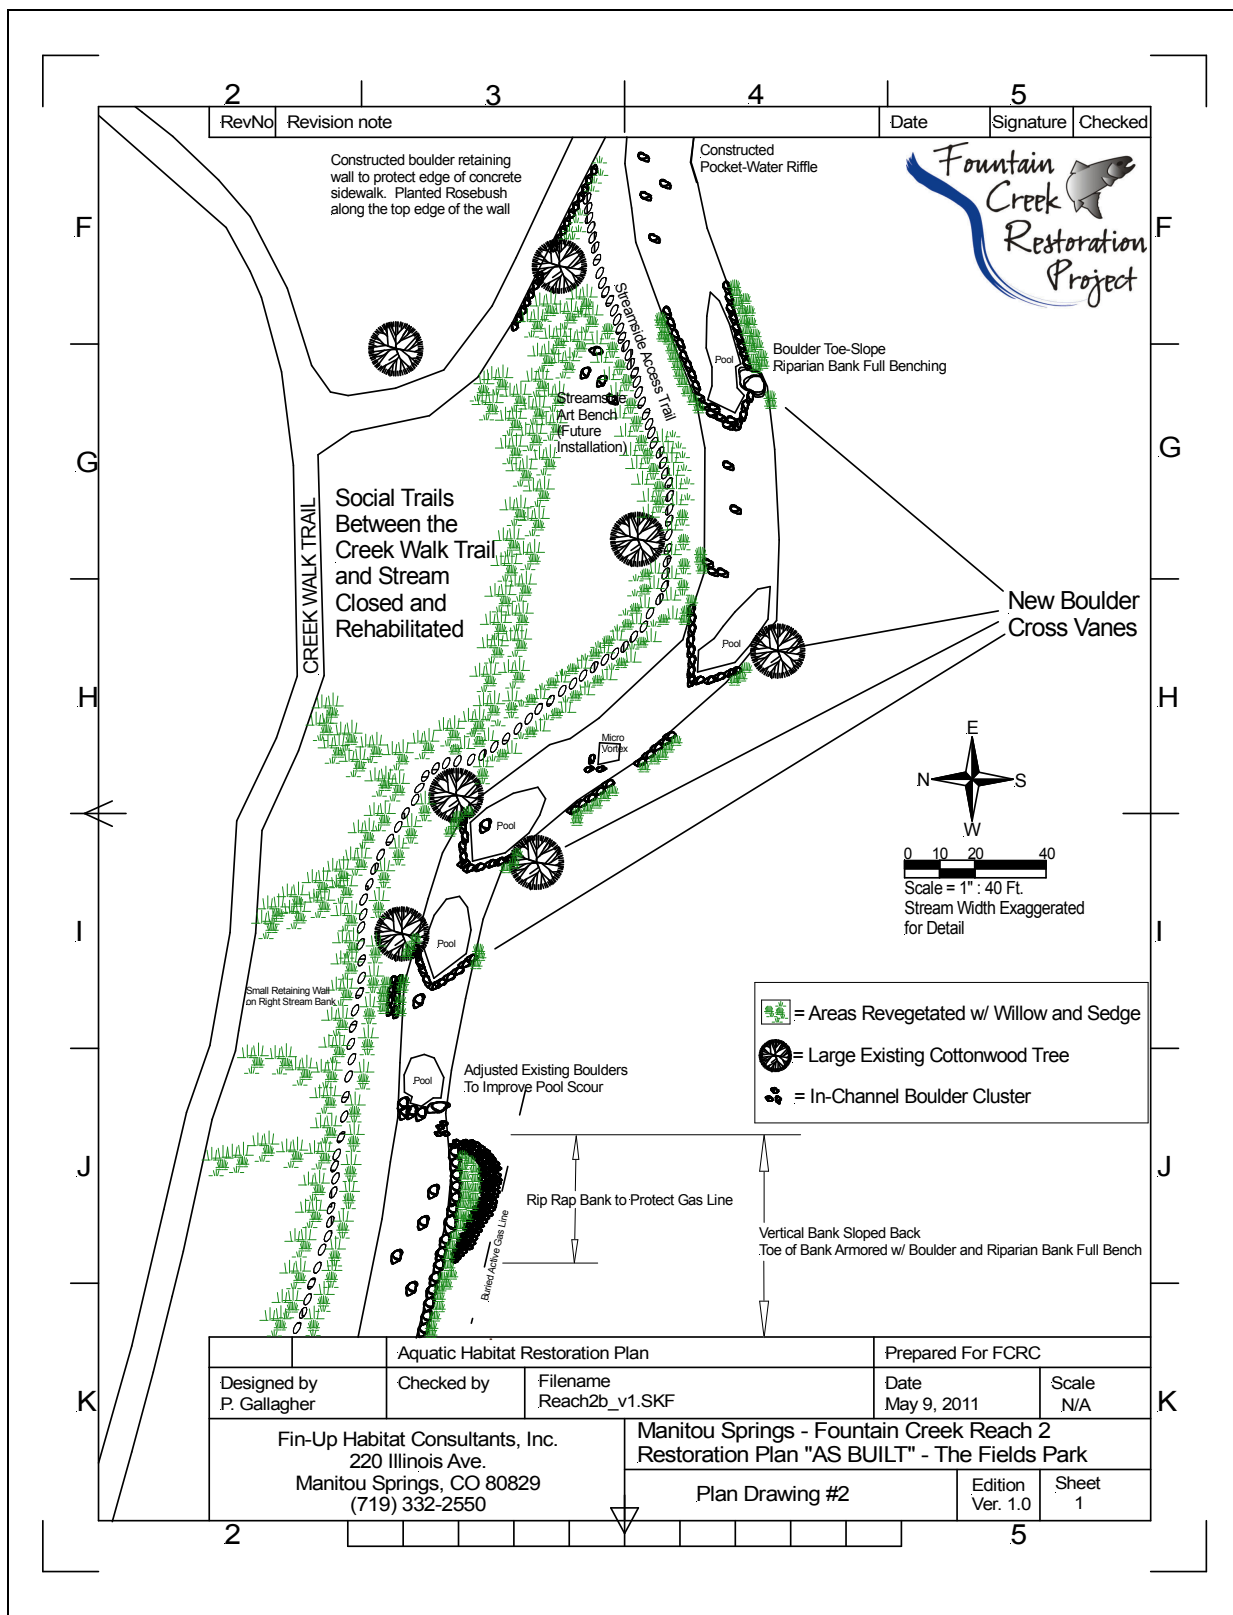 2 3 4 5
RevNo Revision note Date Signature Checked
Constructed boulder retaining
wall to protect edge of concrete
sidewalk. Planted Rosebush
along the top edge of the wall
Constructed
Pocket-Water Riffle
Fountain
Creek
Restoration
Project
F F
Streamside Access Trail
Pool
Boulder Toe-Slope
Riparian Bank Full Benching
Streamside
Art Bench
(Future
Installation)
G G
Social Trails
Between the
Creek Walk Trail
and Stream
Closed and
Rehabilitated
CREEK WALK TRAIL
New Boulder
Cross Vanes
Pool
H H
Micro
Vortex
E
N S
W
Pool
0 10 20 40
Scale = 1" : 40 Ft.
Stream Width Exaggerated
for Detail
I I
Pool
Small Retaining Wall
on Right Stream Bank
= Areas Revegetated w/ Willow and Sedge
= Large Existing Cottonwood Tree
= In-Channel Boulder Cluster
Pool
Adjusted Existing Boulders
To Improve Pool Scour
J J
Rip Rap Bank to Protect Gas Line
Buried Active Gas Line
Vertical Bank Sloped Back
Toe of Bank Armored w/ Boulder and Riparian Bank Full Bench
Aquatic Habitat Restoration Plan Prepared For FCRC
K K
Designed by
P. Gallagher
Checked by
Filename
Reach2b_v1.SKF
Date
May 9, 2011
Scale
N/A
Fin-Up Habitat Consultants, Inc.
220 Illinois Ave.
Manitou Springs, CO 80829
(719) 332-2550
Manitou Springs - Fountain Creek Reach 2
Restoration Plan "AS BUILT" - The Fields Park
Plan Drawing #2
Edition
Ver. 1.0
Sheet
1
2 5